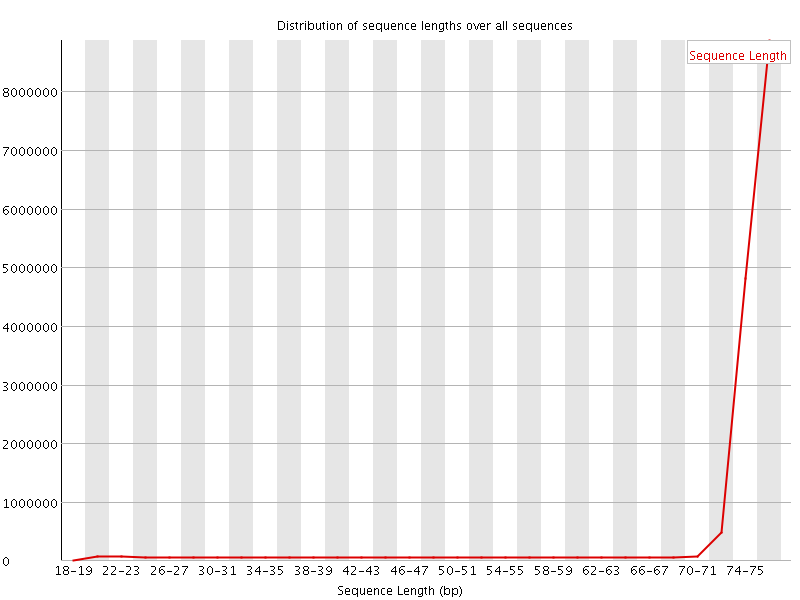 Distribution of sequence lengths over all sequences
Sequence Length
8000000
7000000
6000000
5000000
4000000
3000000
2000000
1000000
0
18-19 22-23 26-27 30-31 34-35 38-39 42-43 46-47 50-51 54-55 58-59 62-63 66-67 70-71 74-75
Sequence Length (bp)